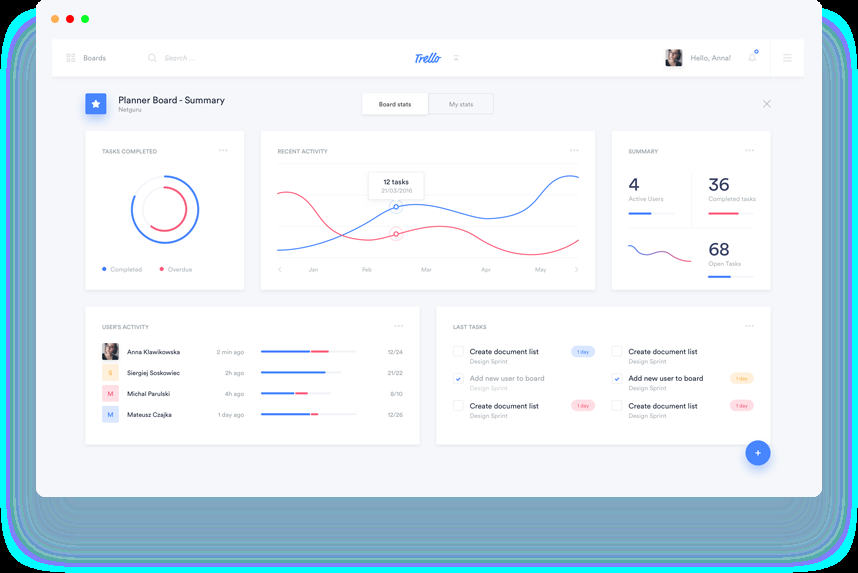 Boards
Search ...
Trello
Hello, Anna!
Planner Board - Summary
Netguru
Board stats
My stats
TASKS COMPLETED
Completed
Overdue
RECENT ACTIVITY
12 tasks
21/03/2016
Jan
Feb
Mar
Apr
May
SUMMARY
4
Active Users
36
Completed tasks
68
Open Tasks
USER'S ACTIVITY
Anna Klawikowska 2 min ago 12/24
S Siergiej Soskowiec 2h ago 21/22
M Michal Parulski 4h ago 8/10
M Mateusz Czajka 1 day ago 12/26
LAST TASKS
Create document list 1 day
Design Sprint
Add new user to board
Design Sprint
Create document list 1 day
Design Sprint
Create document list
Design Sprint
Add new user to board 1 day
Design Sprint
Create document list 1 day
Design Sprint
+